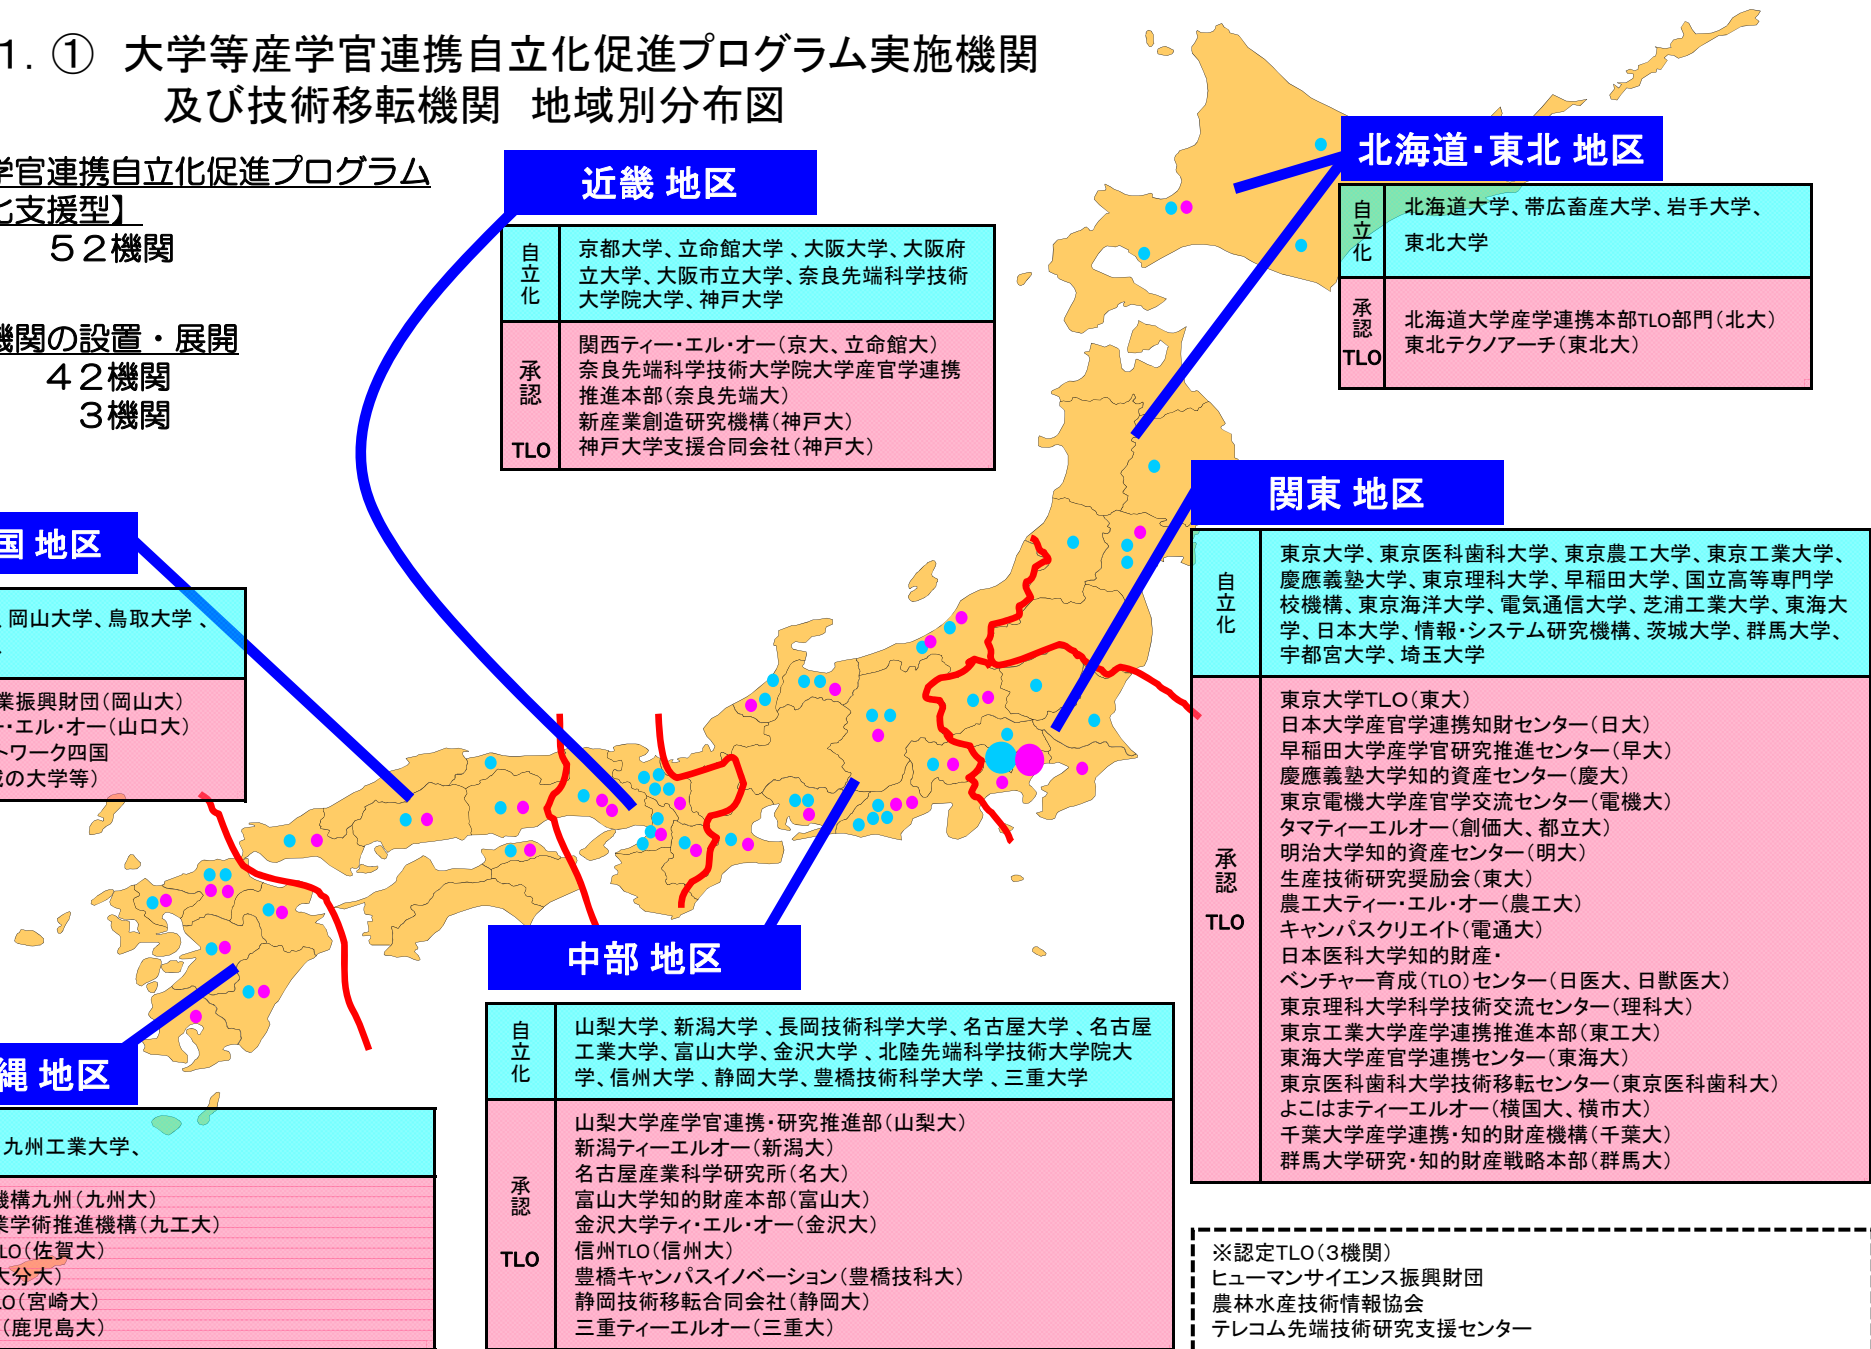 1. ① 大学等産学官連携自立化促進プログラム実施機関
及び技術移転機関 地域別分布図
学官連携自立化促進プログラム
化支援型】
５２機関
機関の設置・展開
４２機関
３機関
近畿 地区
自立化
京都大学、立命館大学 、大阪大学、大阪府
立大学、大阪市立大学、奈良先端科学技術
大学院大学、神戸大学
承認
TLO
関西ティー・エル・オー（京大、立命館大）
奈良先端科学技術大学院大学産官学連携
推進本部（奈良先端大）
新産業創造研究機構（神戸大）
神戸大学支援合同会社（神戸大）
北海道・東北 地区
自立化
北海道大学、帯広畜産大学、岩手大学、
東北大学
承認
TLO
北海道大学産学連携本部TLO部門（北大）
東北テクノアーチ（東北大）
関東 地区
自立化
東京大学、東京医科歯科大学、東京農工大学、東京工業大学、
慶應義塾大学、東京理科大学、早稲田大学、国立高等専門学
校機構、東京海洋大学、電気通信大学、芝浦工業大学、東海大
学、日本大学、情報・システム研究機構、茨城大学、群馬大学、
宇都宮大学、埼玉大学
承認
TLO
東京大学TLO（東大）
日本大学産官学連携知財センター（日大）
早稲田大学産学官研究推進センター（早大）
慶應義塾大学知的資産センター（慶大）
東京電機大学産官学交流センター（電機大）
タマティーエルオー（創価大、都立大）
明治大学知的資産センター（明大）
生産技術研究奨励会（東大）
農工大ティー・エル・オー（農工大）
キャンパスクリエイト（電通大）
日本医科大学知的財産・
ベンチャー育成（TLO）センター（日医大、日獣医大）
東京理科大学科学技術交流センター（理科大）
東京工業大学産学連携推進本部（東工大）
東海大学産官学連携センター（東海大）
東京医科歯科大学技術移転センター（東京医科歯科大）
よこはまティーエルオー（横国大、横市大）
千葉大学産学連携・知的財産機構（千葉大）
群馬大学研究・知的財産戦略本部（群馬大）
国 地区
岡山大学、鳥取大学 、
業振興財団（岡山大）
ー・エル・オー（山口大）
トワーク四国
域の大学等）
中部 地区
自立化
山梨大学、新潟大学 、長岡技術科学大学、名古屋大学 、名古屋
工業大学、富山大学、金沢大学 、北陸先端科学技術大学院大
学、信州大学 、静岡大学、豊橋技術科学大学 、三重大学
承認
TLO
山梨大学産学官連携・研究推進部（山梨大）
新潟ティーエルオー（新潟大）
名古屋産業科学研究所（名大）
富山大学知的財産本部（富山大）
金沢大学ティ・エル・オー（金沢大）
信州TLO（信州大）
豊橋キャンパスイノベーション（豊橋技科大）
静岡技術移転合同会社（静岡大）
三重ティーエルオー（三重大）
縄 地区
九州工業大学、
機構九州（九州大）
業学術推進機構（九工大）
LO（佐賀大）
大分大）
LO（宮崎大）
（鹿児島大）
※認定TLO（３機関）
ヒューマンサイエンス振興財団
農林水産技術情報協会
テレコム先端技術研究支援センター